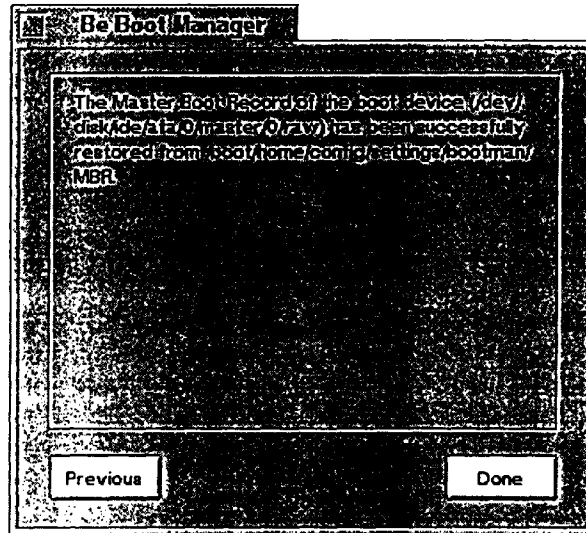 Be Boot Manager
The Master Boot Record of the boot device (/dev/
disk/ide/ata/0/master/0/raw) has been successfully
restored from /boot/home/config/settings/bootman/
MBR.
Previous
Done